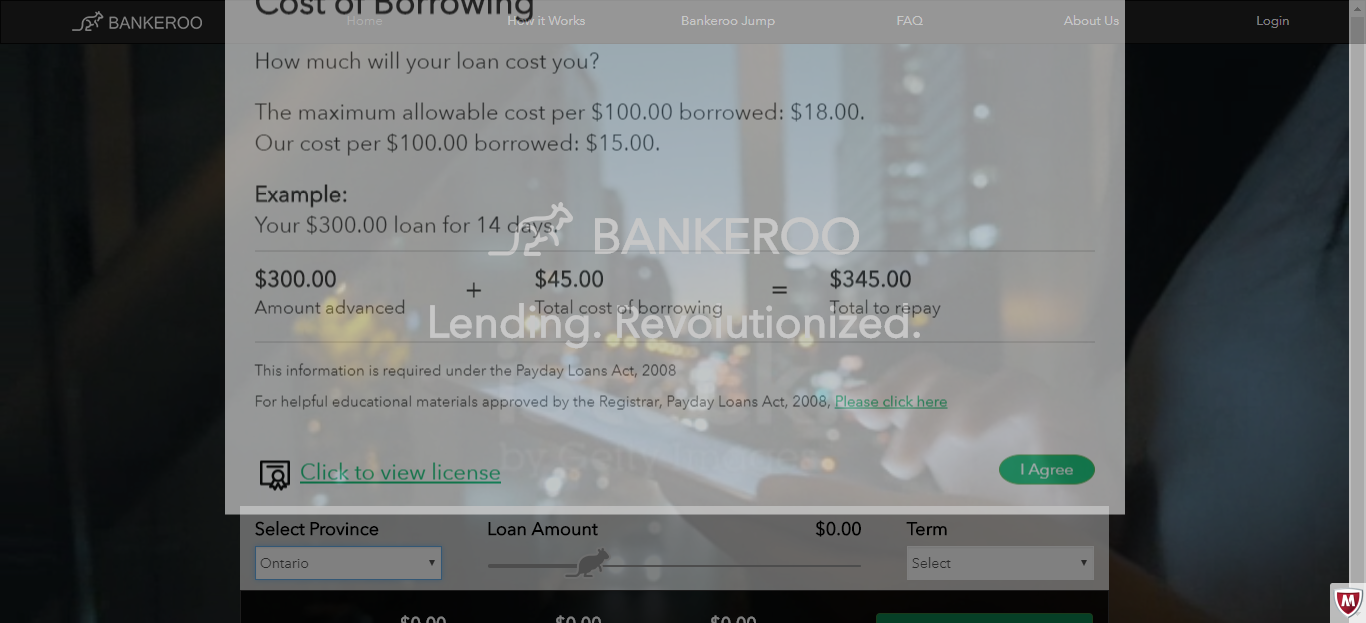 Cost of Borrowing
BANKEROO
Home
How it Works
Bankeroo Jump
FAQ
About Us
Login
How much will your loan cost you?
The maximum allowable cost per $100.00 borrowed: $18.00.
Our cost per $100.00 borrowed: $15.00.
Example:
Your $300.00 loan for 14 days.
BANKEROO
$300.00
Amount advanced
+
$45.00
Total cost of borrowing
=
$345.00
Total to repay
Lending. Revolutionized.
This information is required under the Payday Loans Act, 2008
For helpful educational materials approved by the Registrar, Payday Loans Act, 2008, Please click here
by Getty Images
Click to view license
I Agree
Select Province
Loan Amount
$0.00
Term
Ontario
Select
$0.00
$0.00
$0.00
M